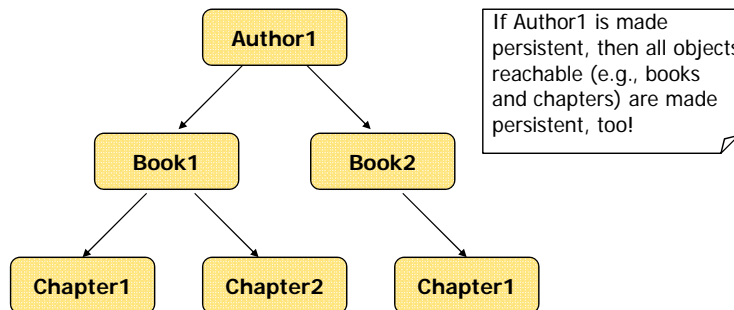 Author1
If Author1 is made
persistent, then all objects
reachable (e.g., books
and chapters) are made
persistent, too!
Book1
Book2
Chapter1
Chapter2
Chapter1